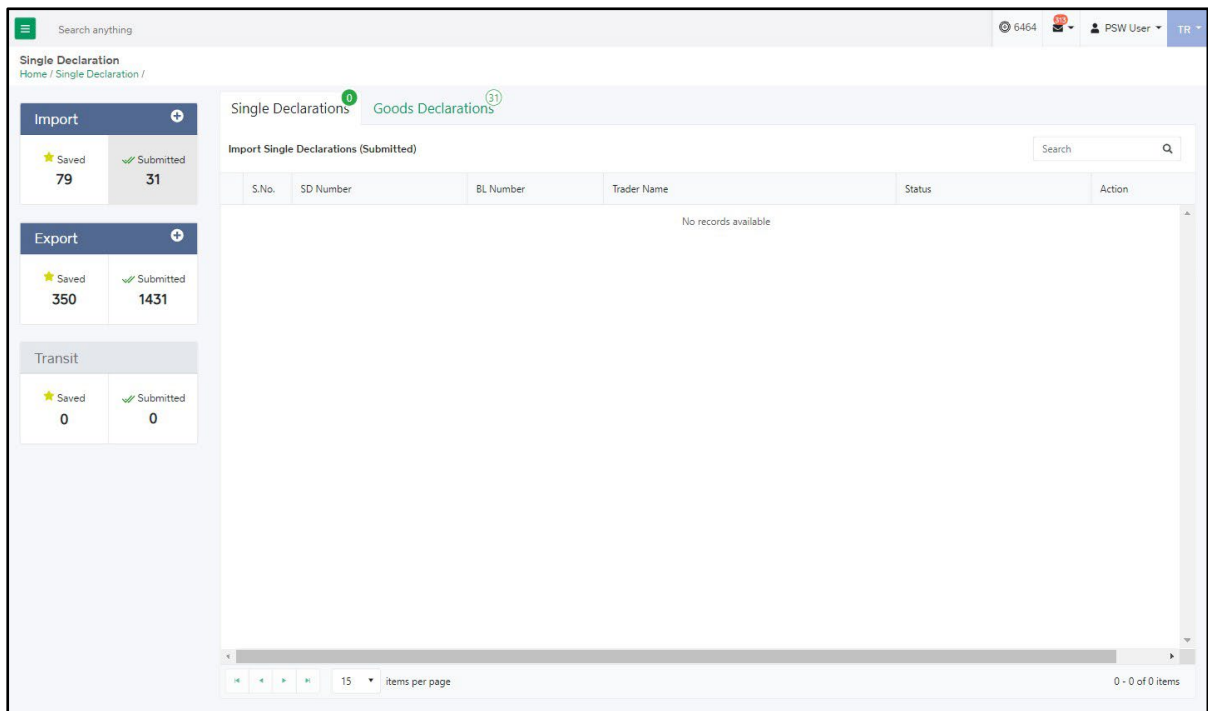 Search anything
6464
513
PSW User
TR
Single Declaration
Home / Single Declaration /
Import
Saved
79
Submitted
31
Export
Saved
350
Submitted
1431
Transit
Saved
0
Submitted
0
Single Declarations 0
Goods Declarations 31
Import Single Declarations (Submitted)
Search
S.No. SD Number BL Number Trader Name Status Action
No records available
15 items per page
0 - 0 of 0 items